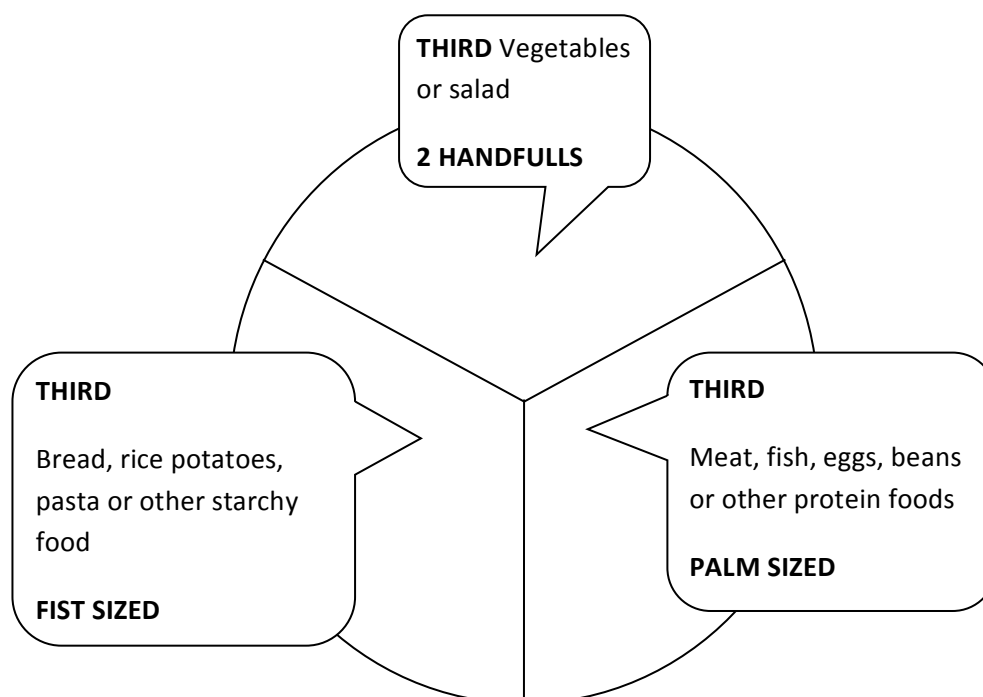 THIRD Vegetables
or salad
2 HANDFULLS
THIRD
Bread, rice potatoes,
pasta or other starchy
food
FIST SIZED
THIRD
Meat, fish, eggs, beans
or other protein foods
PALM SIZED